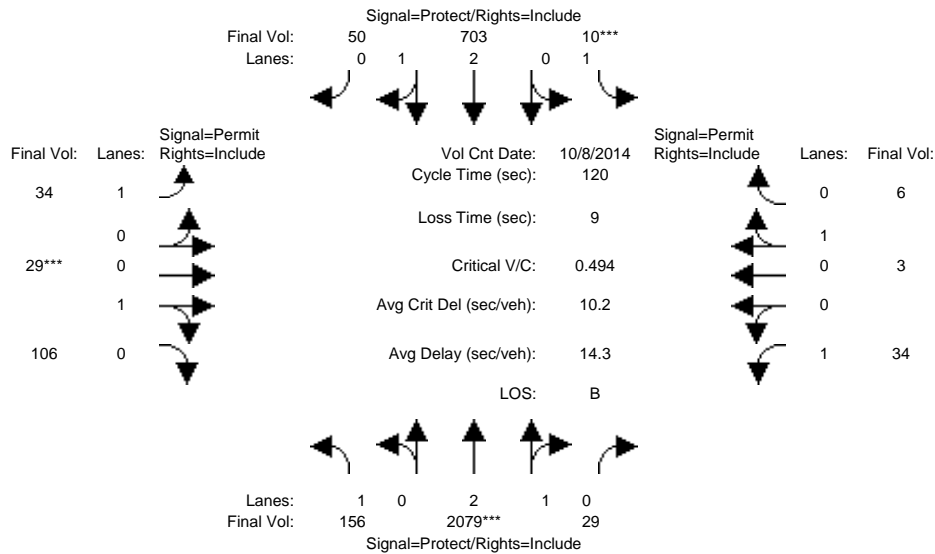 Signal=Protect/Rights=Include
Final Vol: 50 703 10***
Lanes: 0 1 2 0 1
Signal=Permit Signal=Permit
Final Vol: Lanes: Rights=Include Vol Cnt Date: 10/8/2014 Rights=Include Lanes: Final Vol:
Cycle Time (sec): 120
34 1 0 6
Loss Time (sec): 9
0 1
29*** 0 Critical V/C: 0.494 0 3
1 Avg Crit Del (sec/veh): 10.2 0
106 0 Avg Delay (sec/veh): 14.3 1 34
LOS: B
Lanes: 1 0 2 1 0
Final Vol: 156 2079*** 29
Signal=Protect/Rights=Include